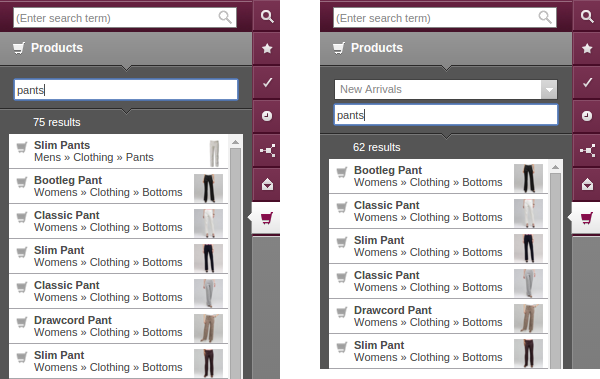 (Enter search term)
Products
pants
75 results
Slim Pants
Mens » Clothing » Pants
Bootleg Pant
Womens » Clothing » Bottoms
Classic Pant
Womens » Clothing » Bottoms
Slim Pant
Womens » Clothing » Bottoms
Classic Pant
Womens » Clothing » Bottoms
Drawcord Pant
Womens » Clothing » Bottoms
Slim Pant
Womens » Clothing » Bottoms
(Enter search term)
Products
New Arrivals
pants
62 results
Bootleg Pant
Womens » Clothing » Bottoms
Classic Pant
Womens » Clothing » Bottoms
Slim Pant
Womens » Clothing » Bottoms
Classic Pant
Womens » Clothing » Bottoms
Drawcord Pant
Womens » Clothing » Bottoms
Slim Pant
Womens » Clothing » Bottoms